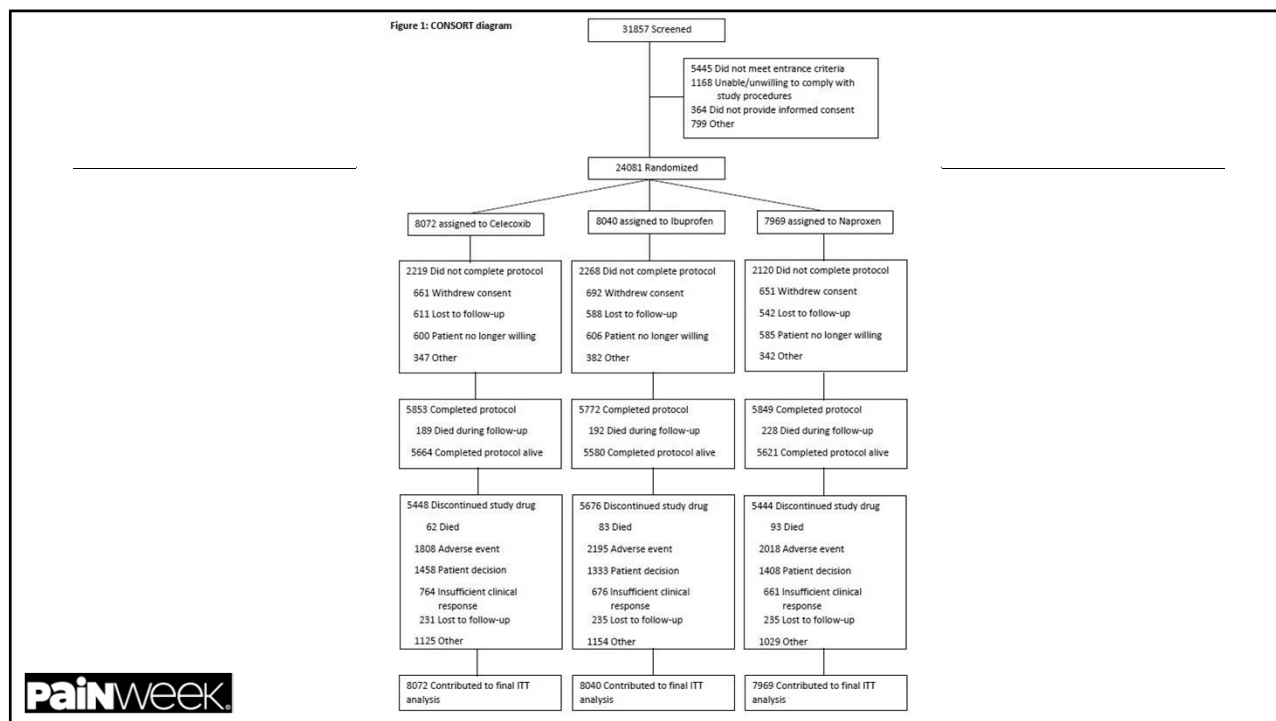 Figure 1: CONSORT diagram
31857 Screened
5445 Did not meet entrance criteria
1168 Unable/unwilling to comply with
study procedures
364 Did not provide informed consent
799 Other
24081 Randomized
8072 assigned to Celecoxib
8040 assigned to Ibuprofen
7969 assigned to Naproxen
2219 Did not complete protocol
661 Withdrew consent
611 Lost to follow-up
600 Patient no longer willing
347 Other
2268 Did not complete protocol
692 Withdrew consent
588 Lost to follow-up
606 Patient no longer willing
382 Other
2120 Did not complete protocol
651 Withdrew consent
542 Lost to follow-up
585 Patient no longer willing
342 Other
5853 Completed protocol
189 Died during follow-up
5664 Completed protocol alive
5772 Completed protocol
192 Died during follow-up
5580 Completed protocol alive
5849 Completed protocol
228 Died during follow-up
5621 Completed protocol alive
5448 Discontinued study drug
62 Died
1808 Adverse event
1458 Patient decision
764 Insufficient clinical
response
231 Lost to follow-up
1125 Other
5676 Discontinued study drug
83 Died
2195 Adverse event
1333 Patient decision
676 Insufficient clinical
response
235 Lost to follow-up
1154 Other
5444 Discontinued study drug
93 Died
2018 Adverse event
1408 Patient decision
661 Insufficient clinical
response
235 Lost to follow-up
1029 Other
8072 Contributed to final ITT
analysis
8040 Contributed to final ITT
analysis
7969 Contributed to final ITT
analysis
PAiNWEEK.